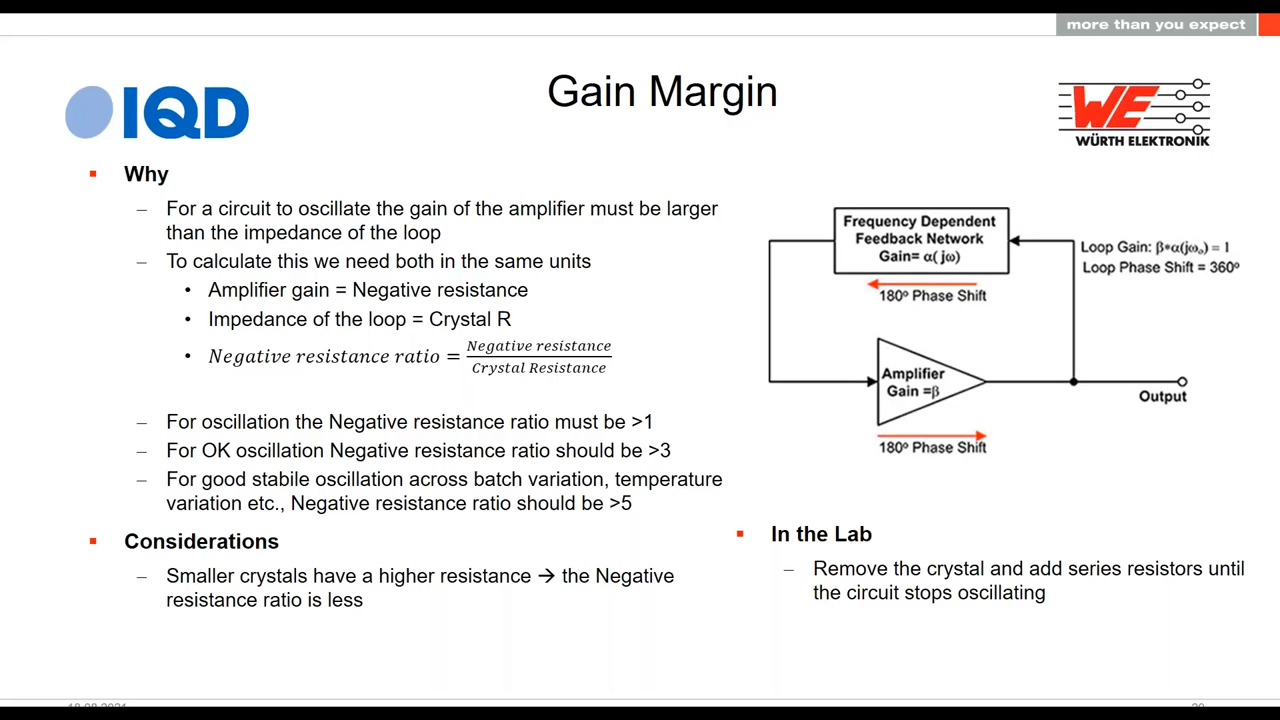 more than you expect
IQD
Gain Margin
WE
WÜRTH ELEKTRONIK
▪ Why
– For a circuit to oscillate the gain of the amplifier must be larger
than the impedance of the loop
– To calculate this we need both in the same units
• Amplifier gain = Negative resistance
• Impedance of the loop = Crystal R
• Negative resistance ratio = Negative resistance / Crystal Resistance
– For oscillation the Negative resistance ratio must be >1
– For OK oscillation Negative resistance ratio should be >3
– For good stabile oscillation across batch variation, temperature
variation etc., Negative resistance ratio should be >5
▪ Considerations
– Smaller crystals have a higher resistance → the Negative
resistance ratio is less
Frequency Dependent
Feedback Network
Gain= α( jω)
180º Phase Shift
Loop Gain: β*α(jωₒ) = 1
Loop Phase Shift = 360º
Amplifier
Gain =β
Output
180º Phase Shift
▪ In the Lab
– Remove the crystal and add series resistors until
the circuit stops oscillating